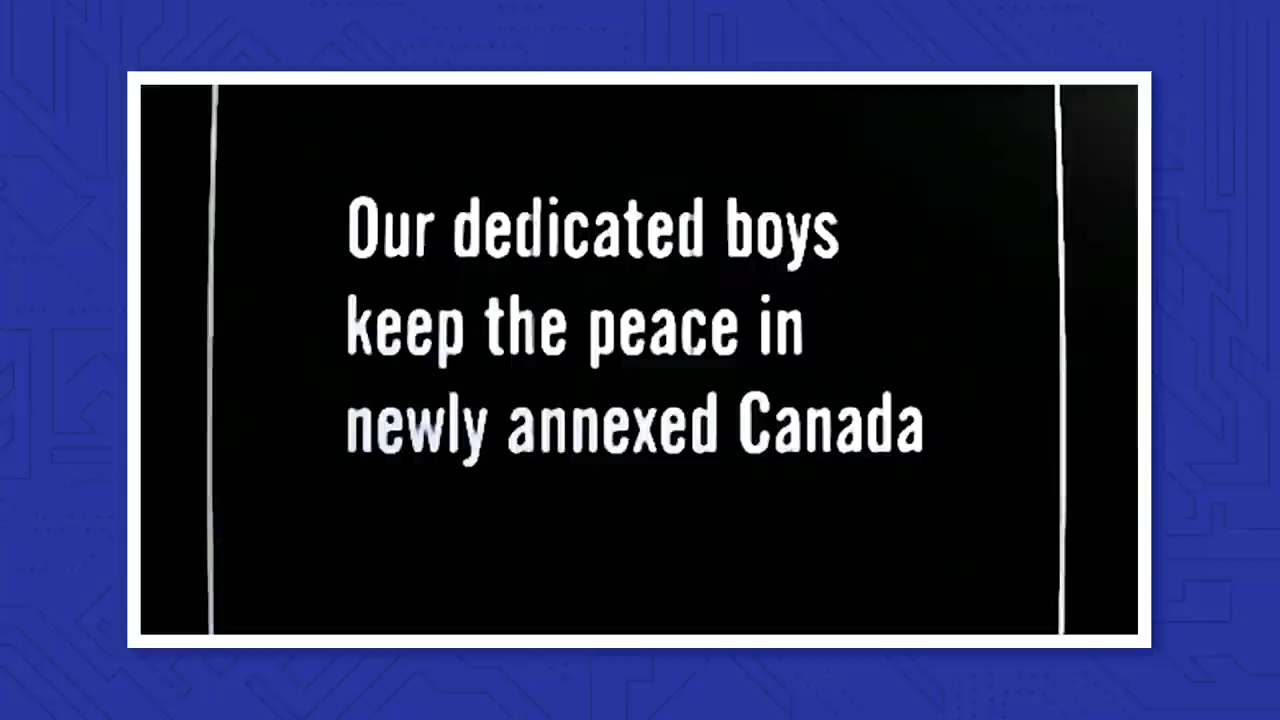 Our dedicated boys
keep the peace in
newly annexed Canada